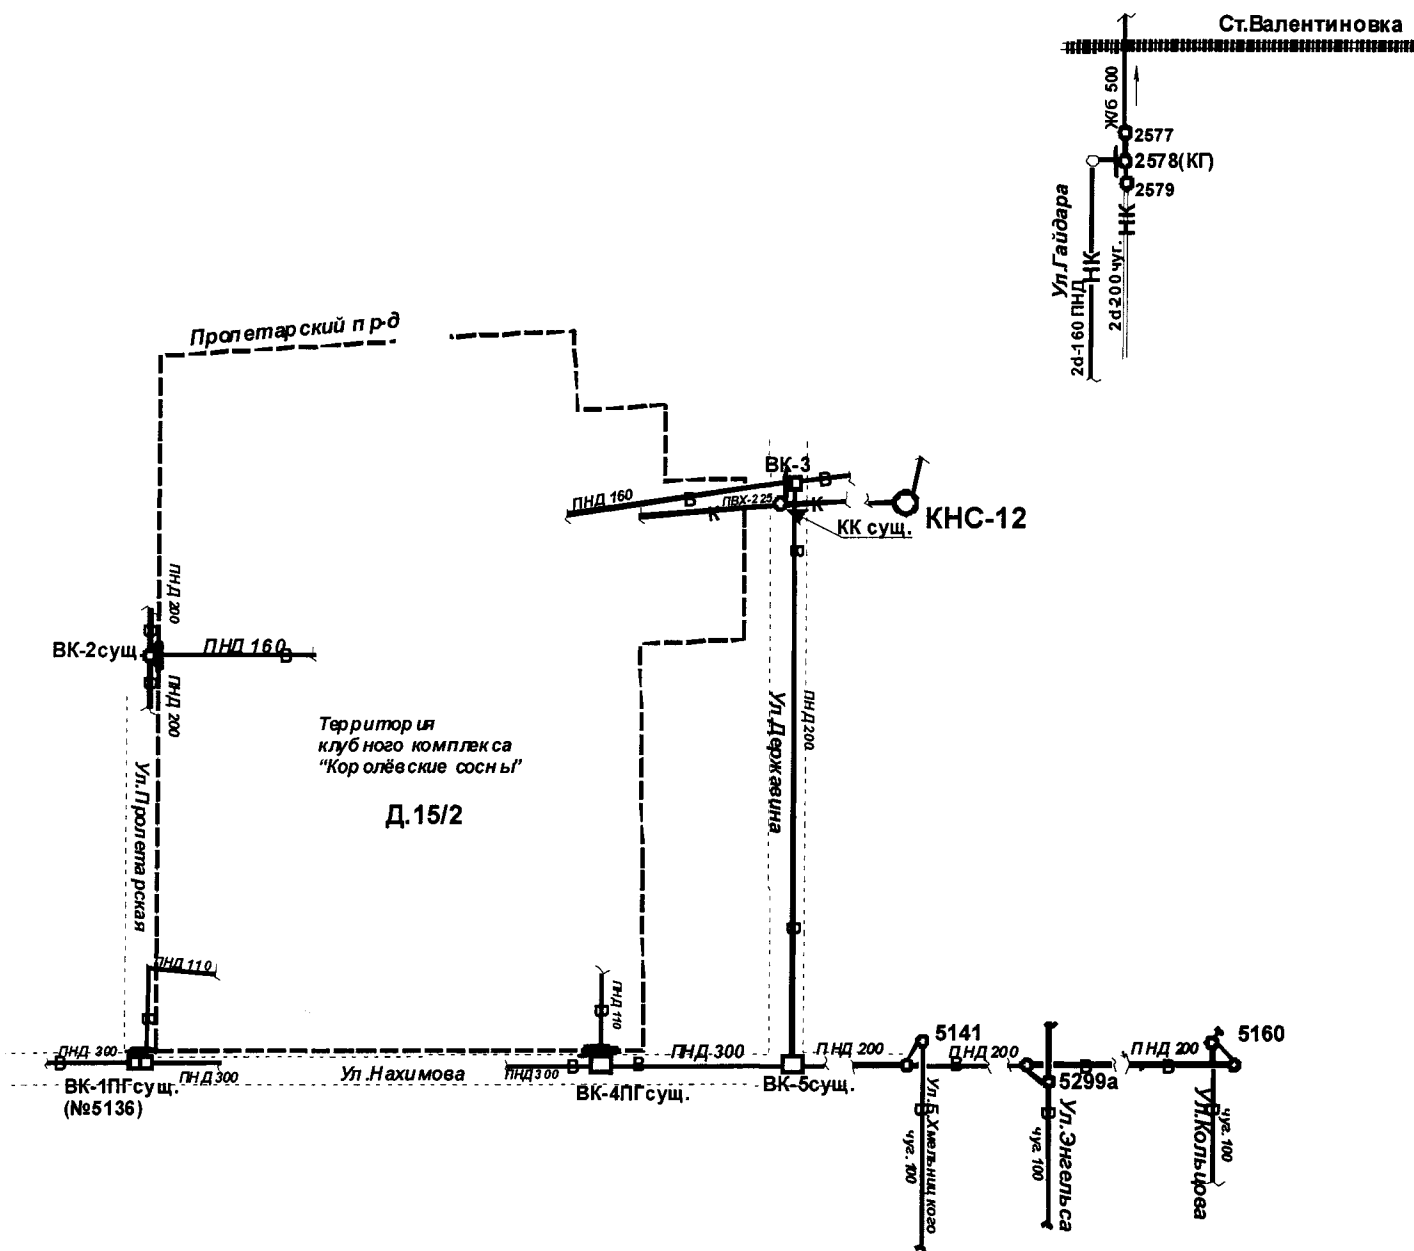 Ст.Валентиновка
Ж/б 500
2577
2578(КГ)
2579
Ул.Гайдара
НК
НК
2d-160 ПНД
2d-200 чуг.
Пролетарский пр-д
ВК-3
В
ПНД 160
В
ПВХ-225
К
К
КК сущ.
КНС-12
В
ПНД 200
В
ВК-2сущ.
ПНД 160
В
В
ПНД 200
Территория
клубного комплекса
“Королёвские сосны”
Д.15/2
Ул.Пролетарская
Ул.Державина
ПНД 200
В
ПНД 110
В
ПНД 110
В
ПНД 300
В
ПНД 300
ВК-1ПГсущ.
(№5136)
Ул.Нахимова
ПНД 300
В
В
ПНД-300
ВК-4ПГсущ.
ВК-5сущ.
ПНД 200
5141
ПНД 200
В
5299а
ПНД 200
В
5160
Ул.Б.Хмельницкого
В
чуг. 100
Ул.Энгельса
В
чуг. 100
Ул.Кольцова
В
чуг. 100